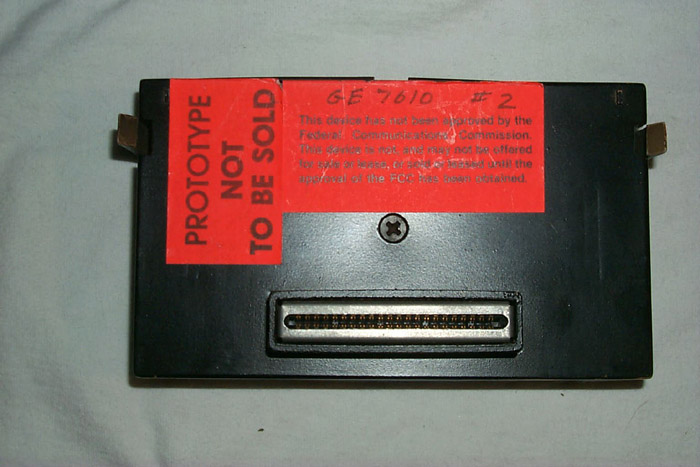 PROTOTYPE
NOT
TO BE SOLD
GE 7610 #2
This device has not been approved by the
Federal Communications Commission.
This device is not, and may not be offered
for sale or lease, or sold or leased until the
approval of the FCC has been obtained.